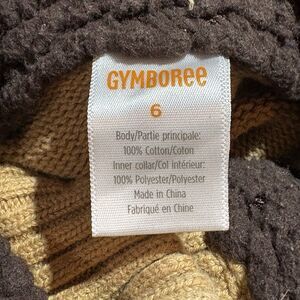 GYMBOREE
6
Body/Partie principale:
100% Cotton/Coton
Inner collar/Col intérieur:
100% Polyester/Polyester
Made in China
Fabriqué en Chine